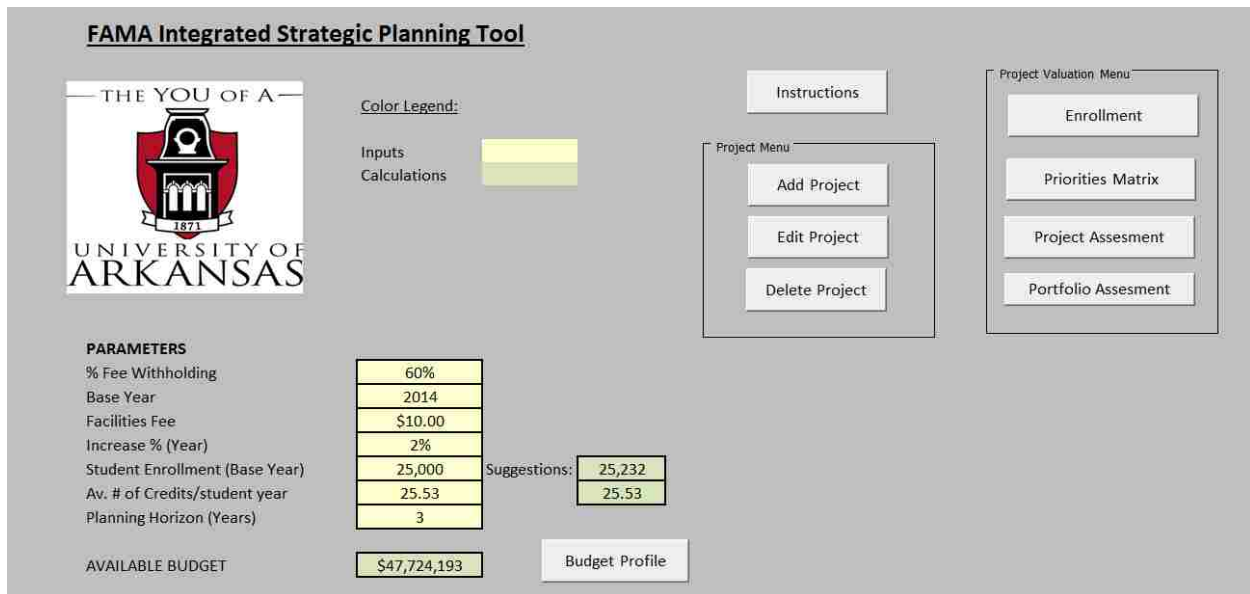 FAMA Integrated Strategic Planning Tool
THE YOU OF A
1871
UNIVERSITY OF
ARKANSAS
Color Legend:
Inputs
Calculations
Instructions
Project Menu
Add Project
Edit Project
Delete Project
Project Valuation Menu
Enrollment
Priorities Matrix
Project Assesment
Portfolio Assesment
PARAMETERS
% Fee Withholding 60%
Base Year 2014
Facilities Fee $10.00
Increase % (Year) 2%
Student Enrollment (Base Year) 25,000 Suggestions: 25,232
Av. # of Credits/student year 25.53 25.53
Planning Horizon (Years) 3
AVAILABLE BUDGET $47,724,193 Budget Profile